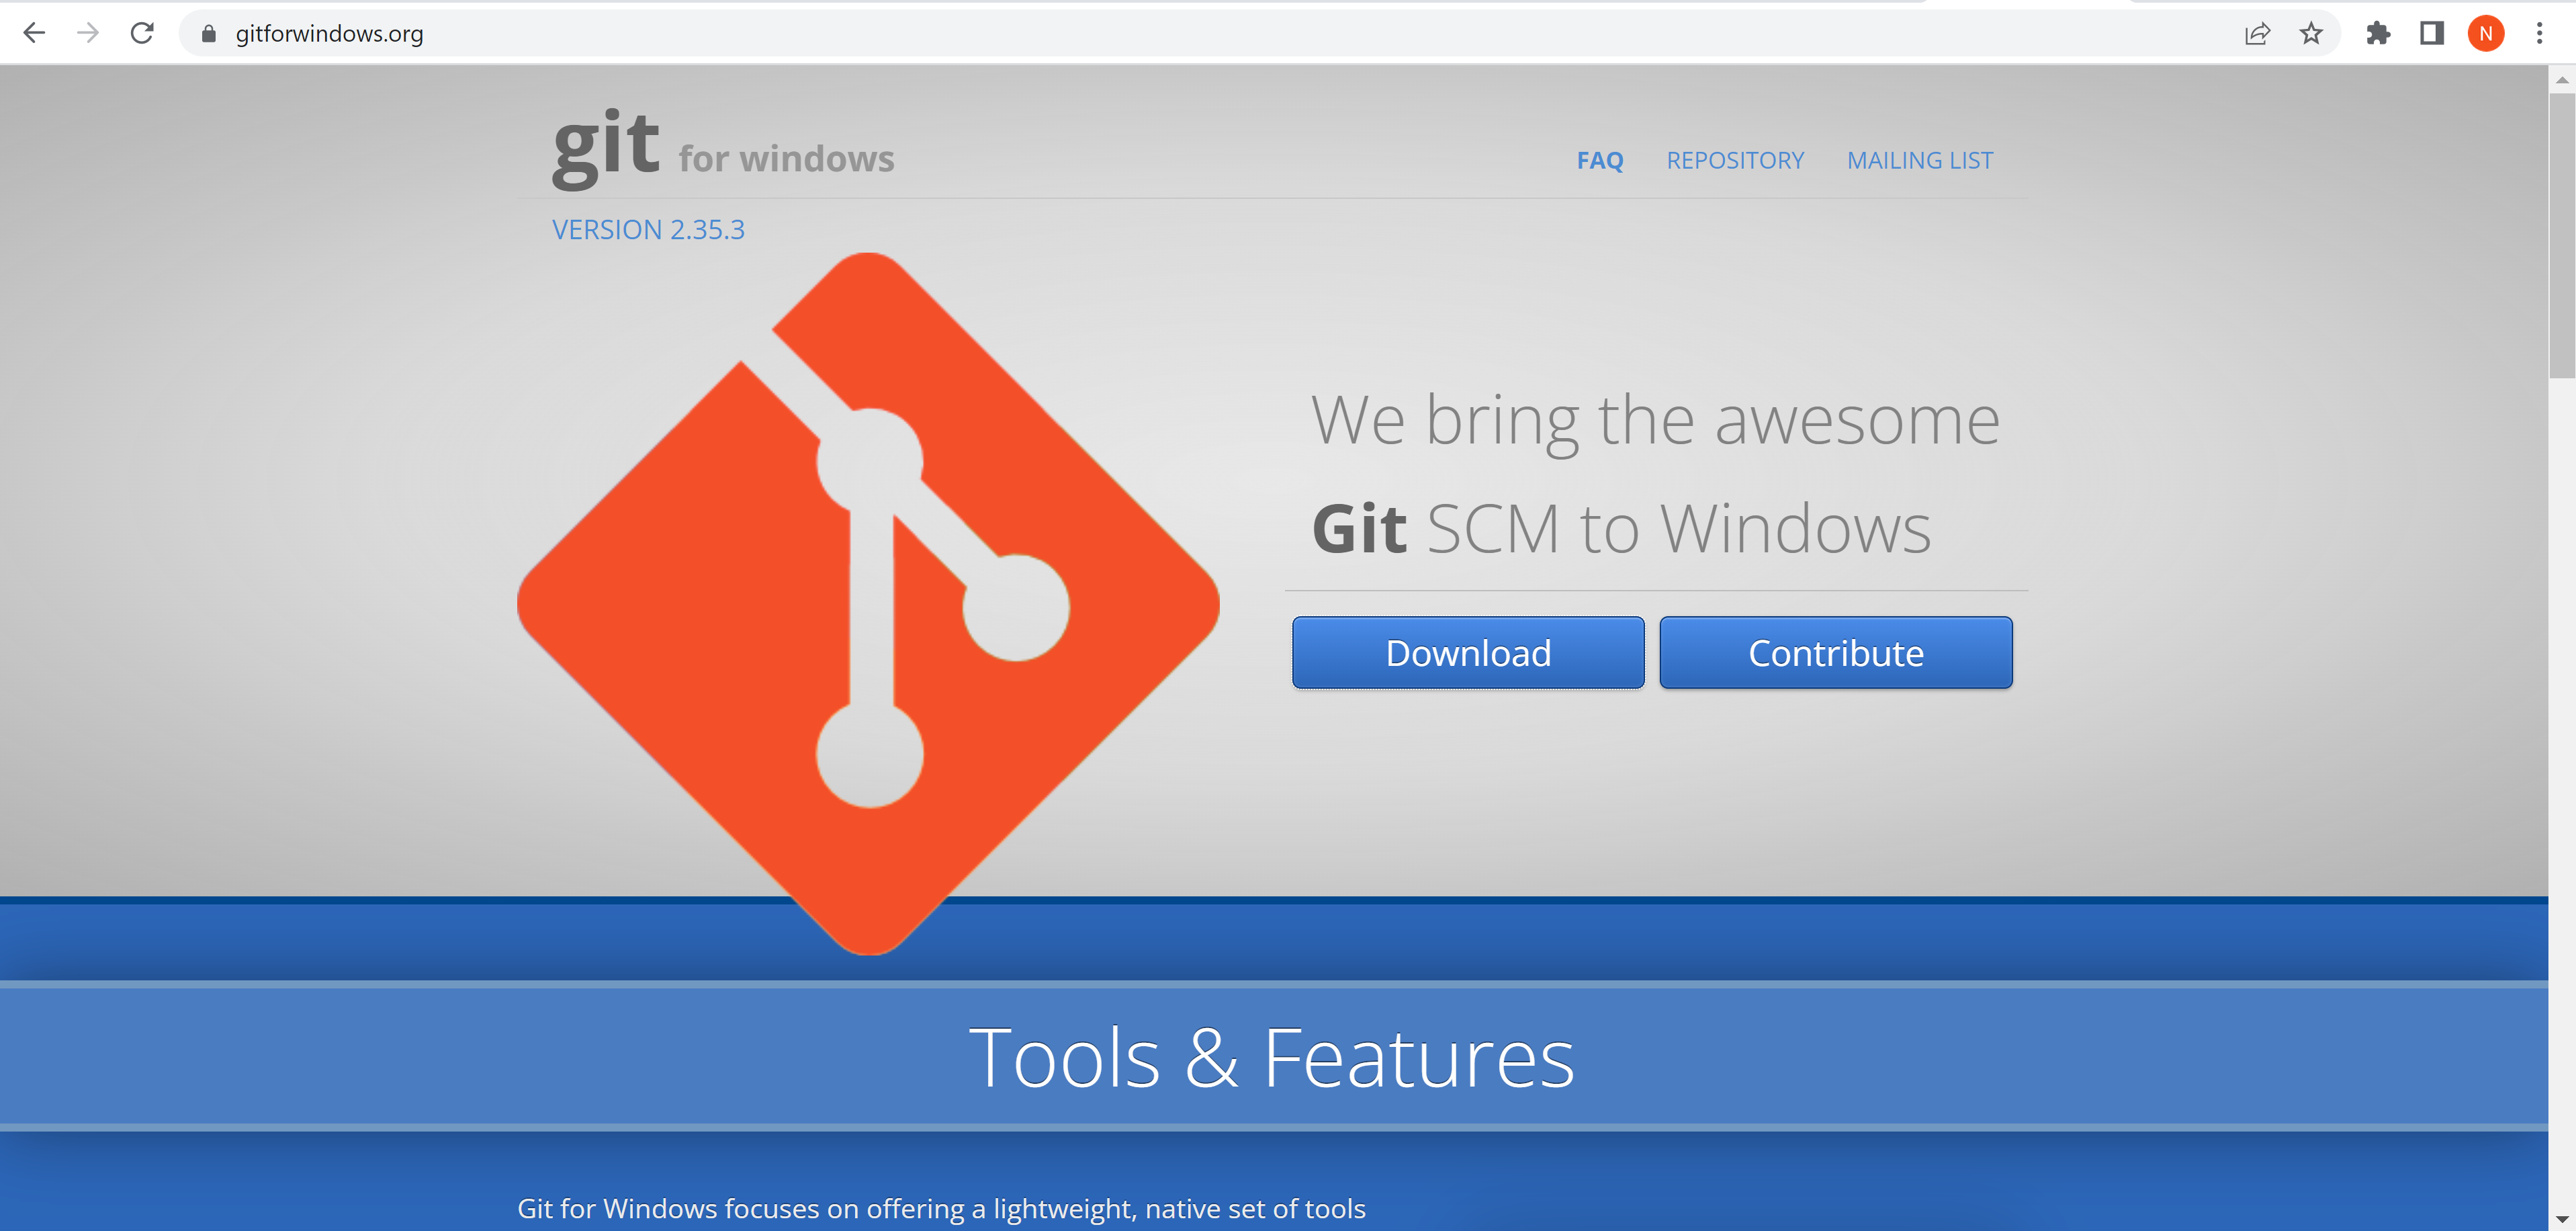 gitforwindows.org
N
git for windows
FAQ REPOSITORY MAILING LIST
VERSION 2.35.3
We bring the awesome
Git SCM to Windows
Download Contribute
Tools & Features
Git for Windows focuses on offering a lightweight, native set of tools